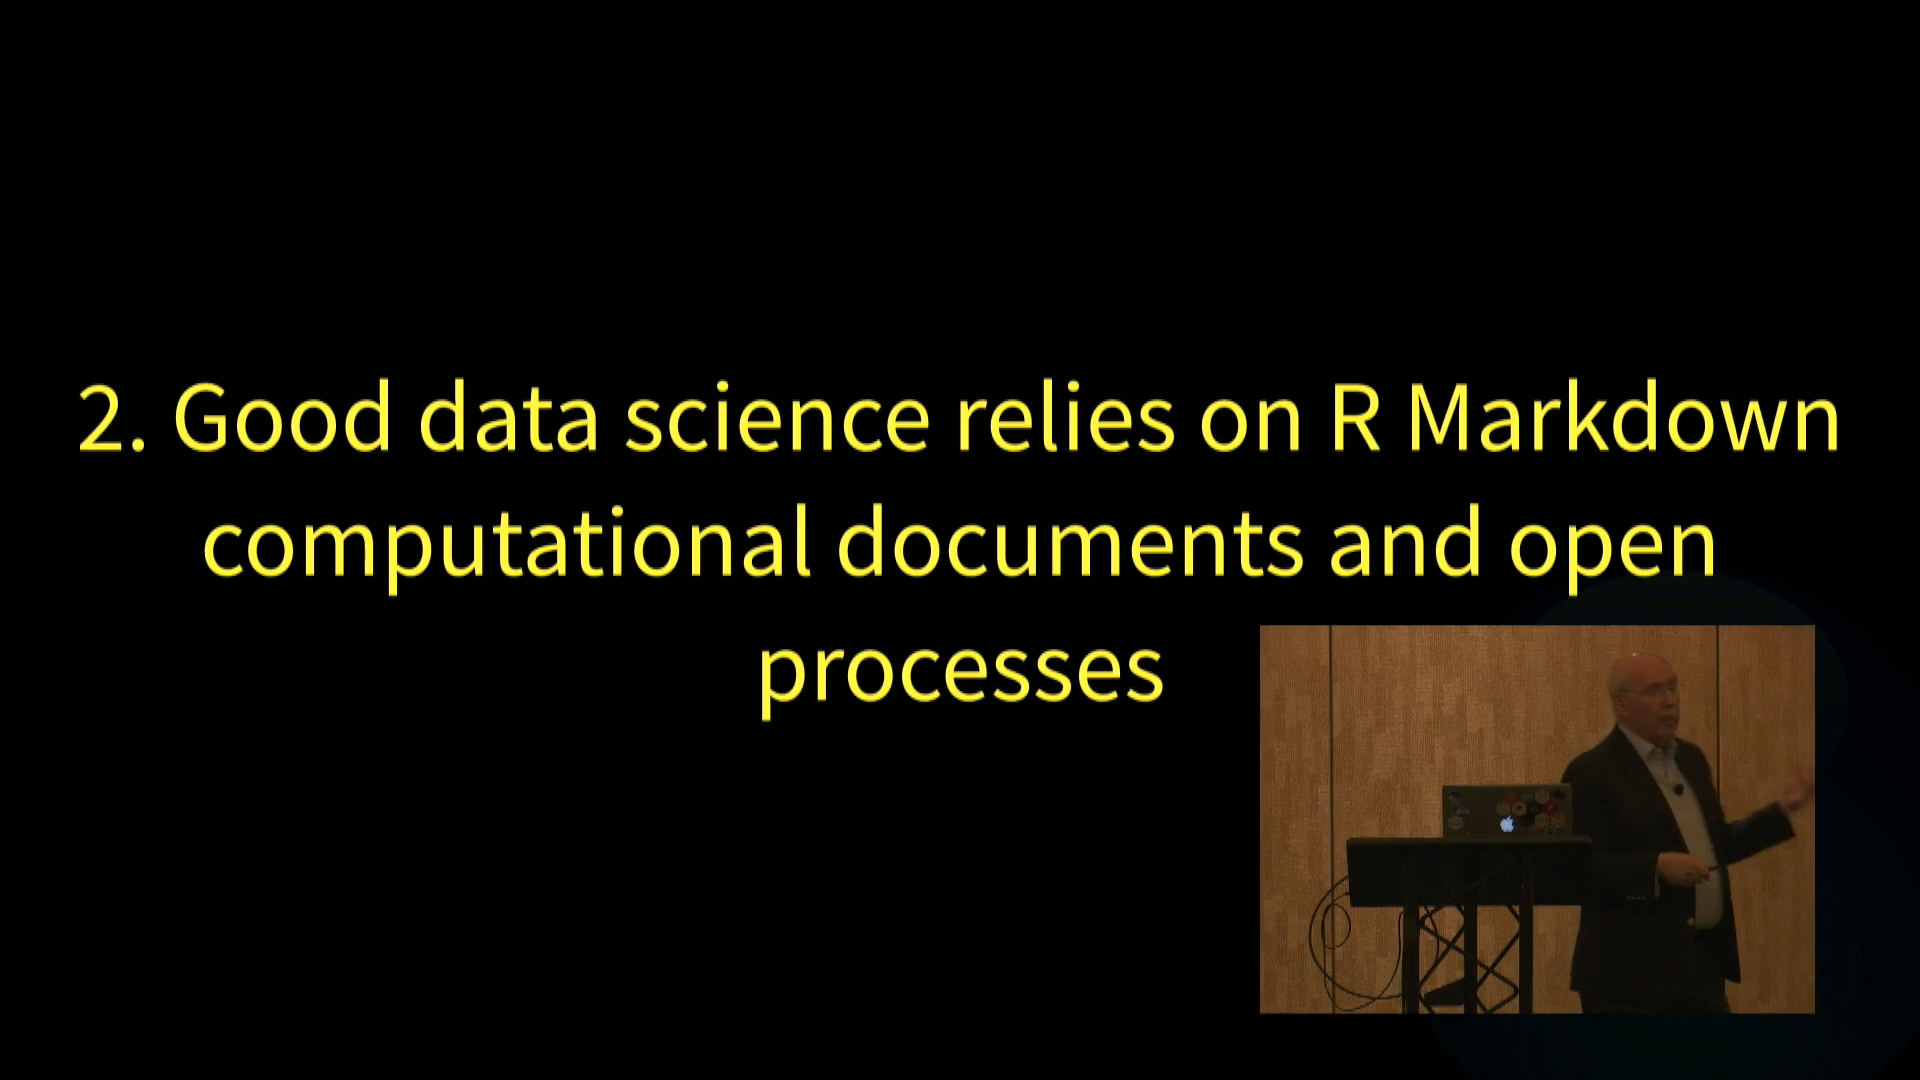 2. Good data science relies on R Markdown
computational documents and open
processes